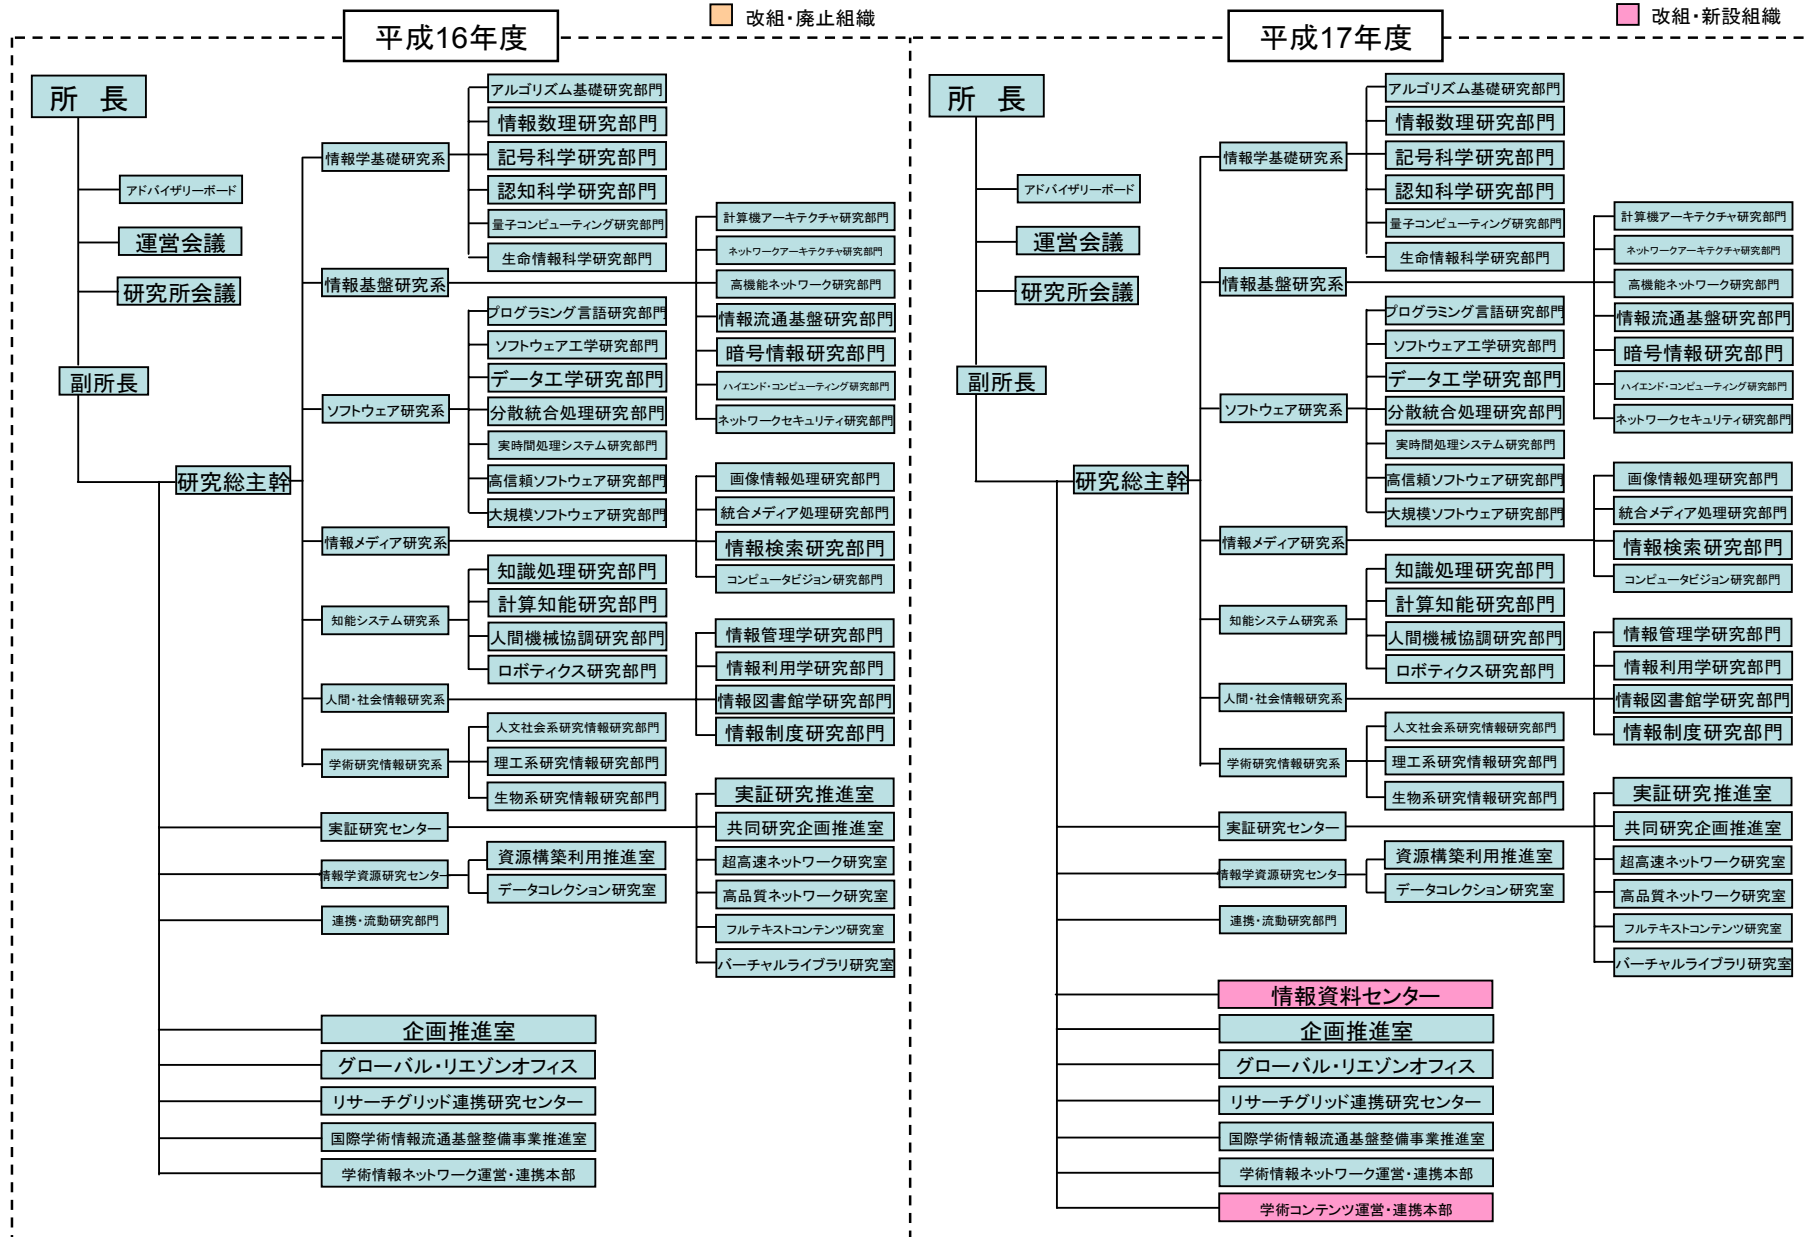 改組・廃止組織
平成16年度
所 長
アドバイザリーボード
運営会議
研究所会議
副所長
研究総主幹
情報学基礎研究系
アルゴリズム基礎研究部門
情報数理研究部門
記号科学研究部門
認知科学研究部門
量子コンピューティング研究部門
生命情報科学研究部門
情報基盤研究系
計算機アーキテクチャ研究部門
ネットワークアーキテクチャ研究部門
高機能ネットワーク研究部門
情報流通基盤研究部門
暗号情報研究部門
ハイエンド・コンピューティング研究部門
ネットワークセキュリティ研究部門
ソフトウェア研究系
プログラミング言語研究部門
ソフトウェア工学研究部門
データ工学研究部門
分散統合処理研究部門
実時間処理システム研究部門
高信頼ソフトウェア研究部門
大規模ソフトウェア研究部門
情報メディア研究系
画像情報処理研究部門
統合メディア処理研究部門
情報検索研究部門
コンピュータビジョン研究部門
知能システム研究系
知識処理研究部門
計算知能研究部門
人間機械協調研究部門
ロボティクス研究部門
人間・社会情報研究系
情報管理学研究部門
情報利用学研究部門
情報図書館学研究部門
情報制度研究部門
学術研究情報研究系
人文社会系研究情報研究部門
理工系研究情報研究部門
生物系研究情報研究部門
実証研究センター
実証研究推進室
共同研究企画推進室
超高速ネットワーク研究室
高品質ネットワーク研究室
フルテキストコンテンツ研究室
バーチャルライブラリ研究室
情報学資源研究センター
資源構築利用推進室
データコレクション研究室
連携・流動研究部門
企画推進室
グローバル・リエゾンオフィス
リサーチグリッド連携研究センター
国際学術情報流通基盤整備事業推進室
学術情報ネットワーク運営・連携本部
改組・新設組織
平成17年度
所 長
アドバイザリーボード
運営会議
研究所会議
副所長
研究総主幹
情報学基礎研究系
アルゴリズム基礎研究部門
情報数理研究部門
記号科学研究部門
認知科学研究部門
量子コンピューティング研究部門
生命情報科学研究部門
情報基盤研究系
計算機アーキテクチャ研究部門
ネットワークアーキテクチャ研究部門
高機能ネットワーク研究部門
情報流通基盤研究部門
暗号情報研究部門
ハイエンド・コンピューティング研究部門
ネットワークセキュリティ研究部門
ソフトウェア研究系
プログラミング言語研究部門
ソフトウェア工学研究部門
データ工学研究部門
分散統合処理研究部門
実時間処理システム研究部門
高信頼ソフトウェア研究部門
大規模ソフトウェア研究部門
情報メディア研究系
画像情報処理研究部門
統合メディア処理研究部門
情報検索研究部門
コンピュータビジョン研究部門
知能システム研究系
知識処理研究部門
計算知能研究部門
人間機械協調研究部門
ロボティクス研究部門
人間・社会情報研究系
情報管理学研究部門
情報利用学研究部門
情報図書館学研究部門
情報制度研究部門
学術研究情報研究系
人文社会系研究情報研究部門
理工系研究情報研究部門
生物系研究情報研究部門
実証研究センター
実証研究推進室
共同研究企画推進室
超高速ネットワーク研究室
高品質ネットワーク研究室
フルテキストコンテンツ研究室
バーチャルライブラリ研究室
情報学資源研究センター
資源構築利用推進室
データコレクション研究室
連携・流動研究部門
情報資料センター
企画推進室
グローバル・リエゾンオフィス
リサーチグリッド連携研究センター
国際学術情報流通基盤整備事業推進室
学術情報ネットワーク運営・連携本部
学術コンテンツ運営・連携本部